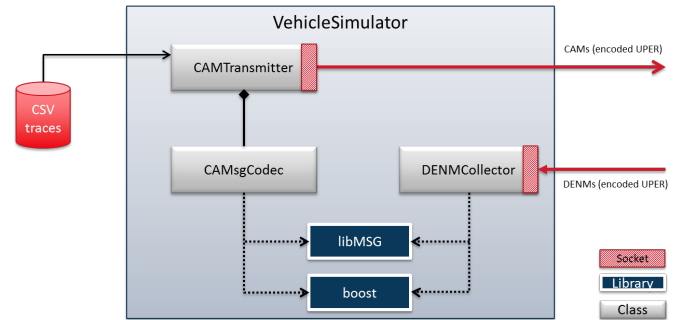 VehicleSimulator
CAMTransmitter
CAMs (encoded UPER)
CSV
traces
CAMsgCodec
DENMCollector
DENMs (encoded UPER)
libMSG
boost
Socket
Library
Class